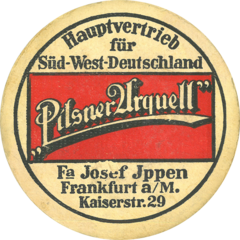 Hauptvertrieb
für
Süd-West-Deutschland
„Pilsner Urquell"
Fa Josef Jppen
Frankfurt a/M.
Kaiserstr. 29